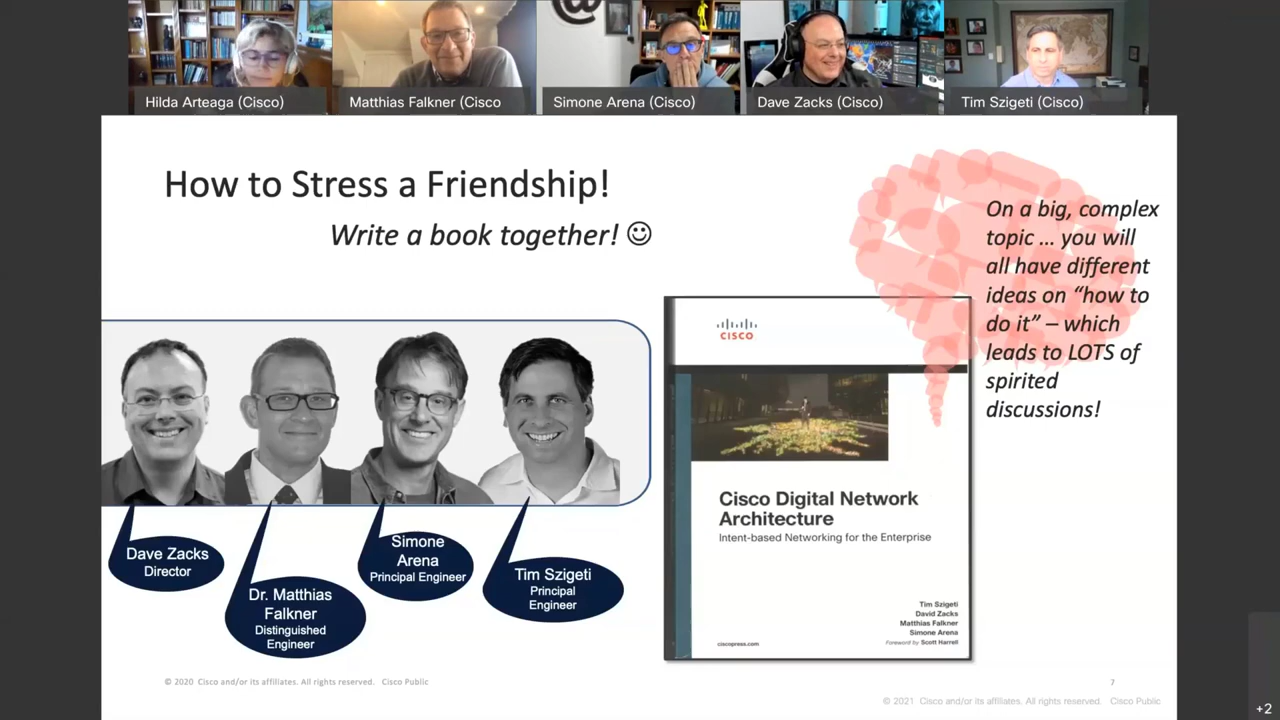 Hilda Arteaga (Cisco)
Matthias Falkner (Cisco
Simone Arena (Cisco)
Dave Zacks (Cisco)
Tim Szigeti (Cisco)
How to Stress a Friendship!
Write a book together! ☺
On a big, complex
topic ... you will
all have different
ideas on “how to
do it” – which
leads to LOTS of
spirited
discussions!
Dave Zacks
Director
Dr. Matthias
Falkner
Distinguished
Engineer
Simone
Arena
Principal Engineer
Tim Szigeti
Principal
Engineer
CISCO
Cisco Digital Network
Architecture
Intent-based Networking for the Enterprise
Tim Szigeti
David Zacks
Matthias Falkner
Simone Arena
Foreword by Scott Harrell
ciscopress.com
© 2020 Cisco and/or its affiliates. All rights reserved. Cisco Public
7
© 2021 Cisco and/or its affiliates. All rights reserved. Cisco Public
+2